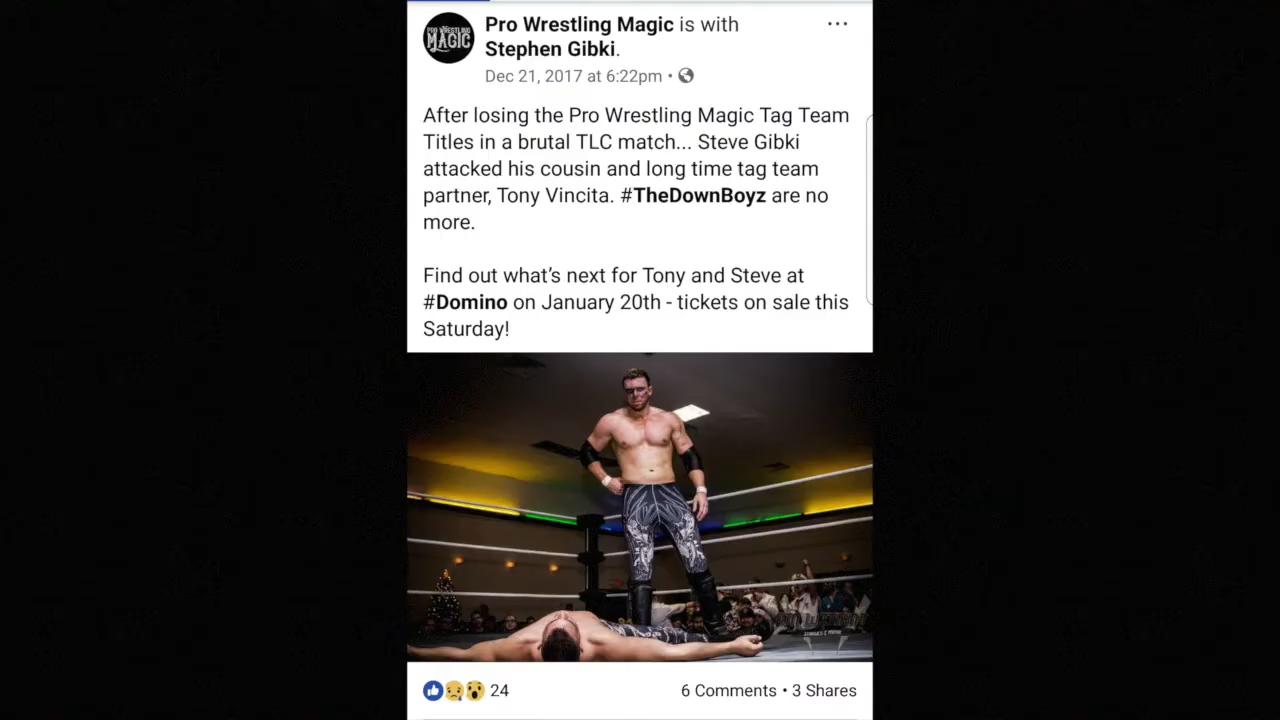 PRO WRESTLING
MAGIC
Pro Wrestling Magic is with
Stephen Gibki.
Dec 21, 2017 at 6:22pm •
After losing the Pro Wrestling Magic Tag Team
Titles in a brutal TLC match... Steve Gibki
attacked his cousin and long time tag team
partner, Tony Vincita. #TheDownBoyz are no
more.
Find out what's next for Tony and Steve at
#Domino on January 20th - tickets on sale this
Saturday!
24
6 Comments • 3 Shares